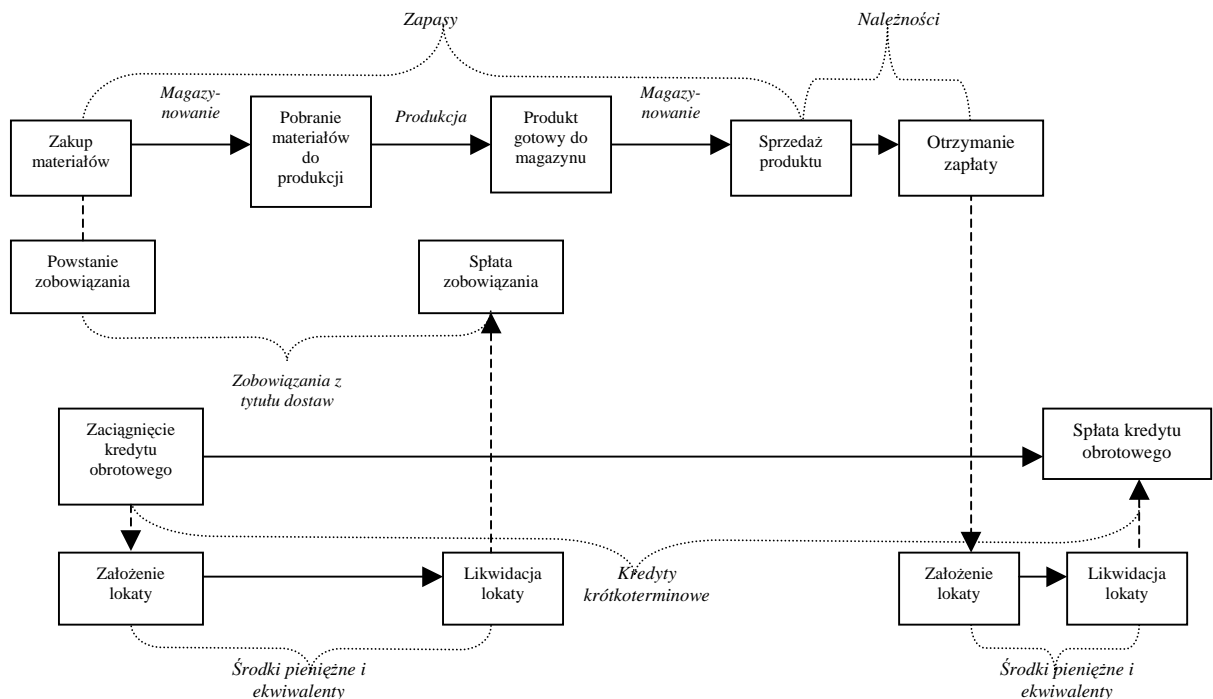 Zapasy
Należności
Magazy-
nowanie
Produkcja
Magazy-
nowanie
Zakup
materiałów
Pobranie
materiałów
do
produkcji
Produkt
gotowy do
magazynu
Sprzedaż
produktu
Otrzymanie
zapłaty
Powstanie
zobowiązania
Spłata
zobowiązania
Zobowiązania z
tytułu dostaw
Zaciągnięcie
kredytu
obrotowego
Spłata kredytu
obrotowego
Założenie
lokaty
Likwidacja
lokaty
Kredyty
krótkoterminowe
Założenie
lokaty
Likwidacja
lokaty
Środki pieniężne i
ekwiwalenty
Środki pieniężne i
ekwiwalenty